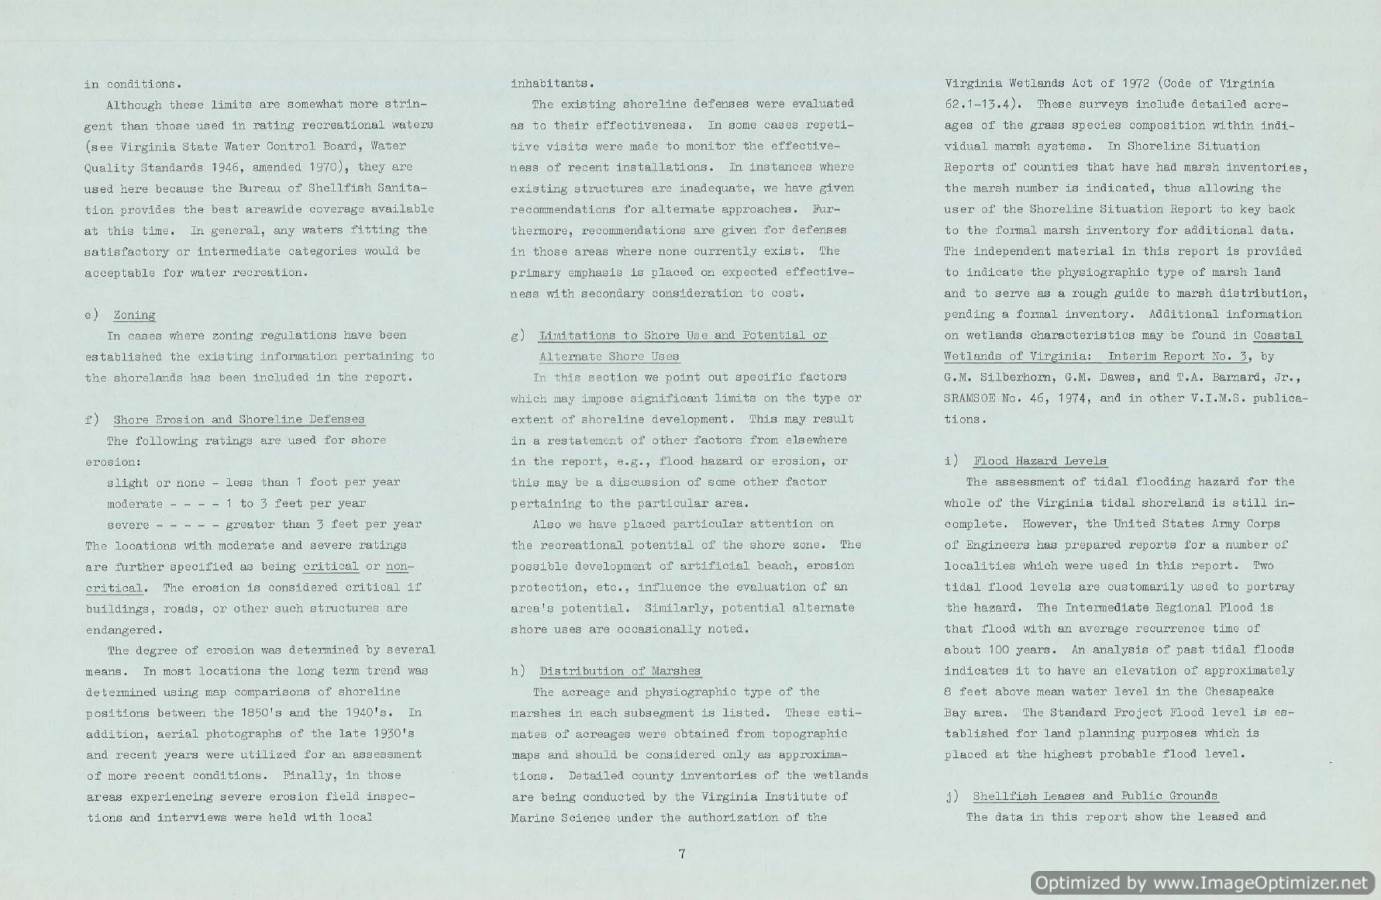 in conditions.
Although these limits are somewhat more strin-
gent than those used in rating recreational waters
(see Virginia State Water Control Board, Water
Quality Standards 1946, amended 1970), they are
used here because the Bureau of Shellfish Sanita-
tion provides the best areawide coverage available
at this time. In general, any waters fitting the
satisfactory or intermediate categories would be
acceptable for water recreation.
e) Zoning
In cases where zoning regulations have been
established the existing information pertaining to
the shorelands has been included in the report.
f) Shore Erosion and Shoreline Defenses
The following ratings are used for shore
erosion:
slight or none - less than 1 foot per year
moderate - - - - 1 to 3 feet per year
severe - - - - - greater than 3 feet per year
The locations with moderate and severe ratings
are further specified as being critical or non-
critical. The erosion is considered critical if
buildings, roads, or other such structures are
endangered.
The degree of erosion was determined by several
means. In most locations the long term trend was
determined using map comparisons of shoreline
positions between the 1850's and the 1940's. In
addition, aerial photographs of the late 1930's
and recent years were utilized for an assessment
of more recent conditions. Finally, in those
areas experiencing severe erosion field inspec-
tions and interviews were held with local
inhabitants.
The existing shoreline defenses were evaluated
as to their effectiveness. In some cases repeti-
tive visits were made to monitor the effective-
ness of recent installations. In instances where
existing structures are inadequate, we have given
recommendations for alternate approaches. Fur-
thermore, recommendations are given for defenses
in those areas where none currently exist. The
primary emphasis is placed on expected effective-
ness with secondary consideration to cost.
g) Limitations to Shore Use and Potential or
Alternate Shore Uses
In this section we point out specific factors
which may impose significant limits on the type or
extent of shoreline development. This may result
in a restatement of other factors from elsewhere
in the report, e.g., flood hazard or erosion, or
this may be a discussion of some other factor
pertaining to the particular area.
Also we have placed particular attention on
the recreational potential of the shore zone. The
possible development of artificial beach, erosion
protection, etc., influence the evaluation of an
area's potential. Similarly, potential alternate
shore uses are occasionally noted.
h) Distribution of Marshes
The acreage and physiographic type of the
marshes in each subsegment is listed. These esti-
mates of acreages were obtained from topographic
maps and should be considered only as approxima-
tions. Detailed county inventories of the wetlands
are being conducted by the Virginia Institute of
Marine Science under the authorization of the
Virginia Wetlands Act of 1972 (Code of Virginia
62.1-13.4). These surveys include detailed acre-
ages of the grass species composition within indi-
vidual marsh systems. In Shoreline Situation
Reports of counties that have had marsh inventories,
the marsh number is indicated, thus allowing the
user of the Shoreline Situation Report to key back
to the formal marsh inventory for additional data.
The independent material in this report is provided
to indicate the physiographic type of marsh land
and to serve as a rough guide to marsh distribution,
pending a formal inventory. Additional information
on wetlands characteristics may be found in Coastal
Wetlands of Virginia: Interim Report No. 3, by
G.M. Silberhorn, G.M. Dawes, and T.A. Barnard, Jr.,
SRAMSOE No. 46, 1974, and in other V.I.M.S. publica-
tions.
i) Flood Hazard Levels
The assessment of tidal flooding hazard for the
whole of the Virginia tidal shoreland is still in-
complete. However, the United States Army Corps
of Engineers has prepared reports for a number of
localities which were used in this report. Two
tidal flood levels are customarily used to portray
the hazard. The Intermediate Regional Flood is
that flood with an average recurrence time of
about 100 years. An analysis of past tidal floods
indicates it to have an elevation of approximately
8 feet above mean water level in the Chesapeake
Bay area. The Standard Project Flood level is es-
tablished for land planning purposes which is
placed at the highest probable flood level.
j) Shellfish Leases and Public Grounds
The data in this report show the leased and
7
Optimized by www.ImageOptimizer.net